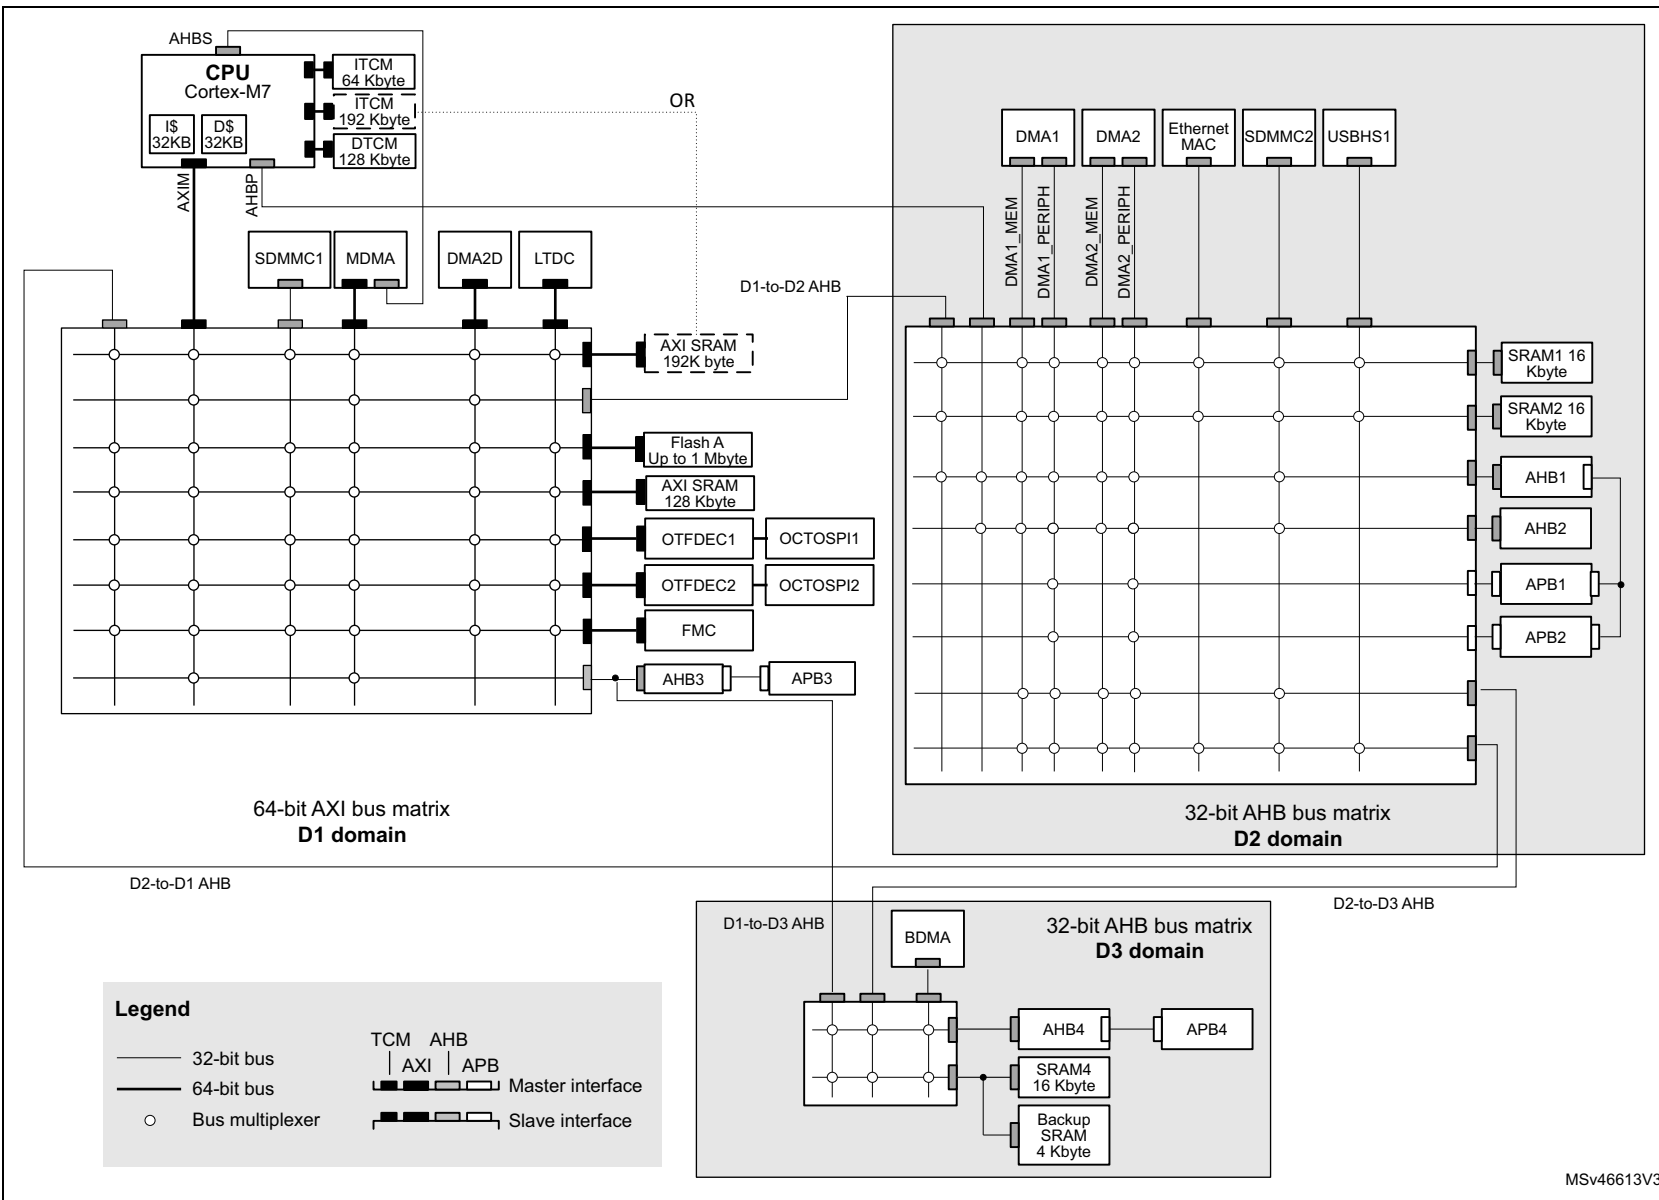 AHBS
CPU
Cortex-M7
I$
32KB
D$
32KB
ITCM
64 Kbyte
ITCM
192 Kbyte
DTCM
128 Kbyte
OR
AXIM
AHBP
SDMMC1
MDMA
DMA2D
LTDC
D1-to-D2 AHB
AXI SRAM
192K byte
Flash A
Up to 1 Mbyte
AXI SRAM
128 Kbyte
OTFDEC1
OCTOSPI1
OTFDEC2
OCTOSPI2
FMC
AHB3
APB3
64-bit AXI bus matrix
D1 domain
DMA1
DMA2
Ethernet
MAC
SDMMC2
USBHS1
DMA1_MEM
DMA1_PERIPH
DMA2_MEM
DMA2_PERIPH
SRAM1 16
Kbyte
SRAM2 16
Kbyte
AHB1
AHB2
APB1
APB2
32-bit AHB bus matrix
D2 domain
D2-to-D1 AHB
D2-to-D3 AHB
D1-to-D3 AHB
BDMA
32-bit AHB bus matrix
D3 domain
AHB4
APB4
SRAM4
16 Kbyte
Backup
SRAM
4 Kbyte
Legend
32-bit bus
64-bit bus
Bus multiplexer
TCM AHB
AXI APB
Master interface
Slave interface
MSv46613V3